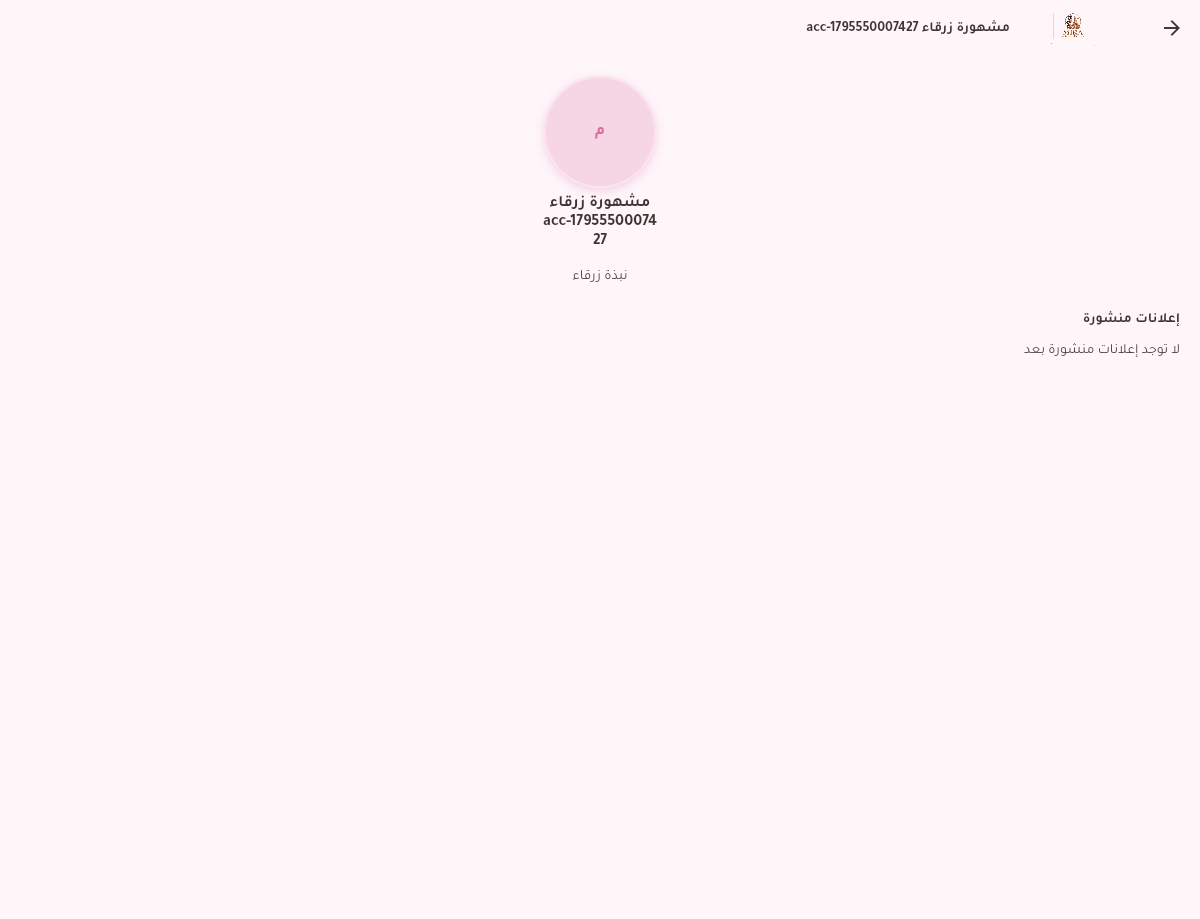 مشهورة زرقاء acc-1795550007427
م
مشهورة زرقاء
acc-17955500074
27
نبذة زرقاء
إعلانات منشورة
لا توجد إعلانات منشورة بعد